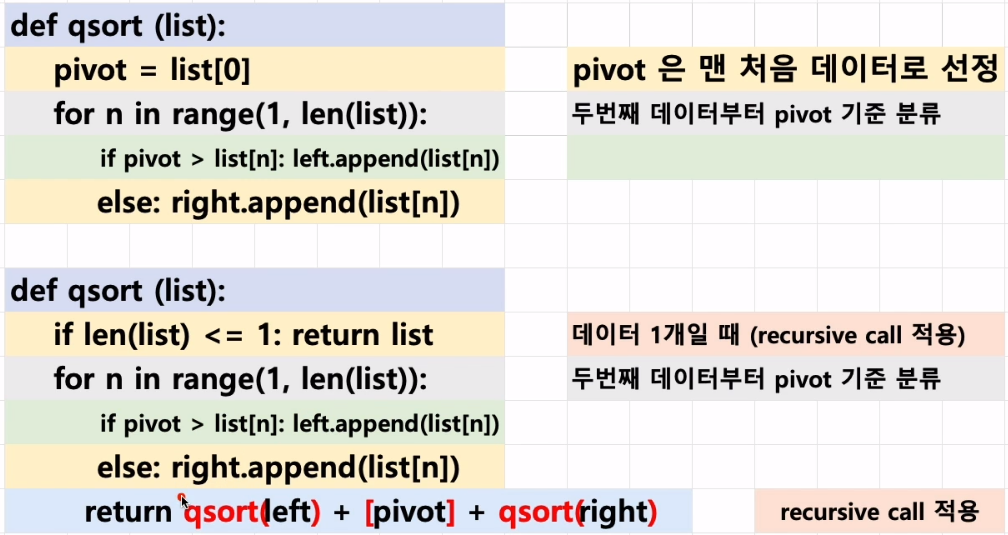 def qsort (list):
pivot = list[0]
pivot 은 맨 처음 데이터로 선정
for n in range(1, len(list)):
두번째 데이터부터 pivot 기준 분류
if pivot > list[n]: left.append(list[n])
else: right.append(list[n])
def qsort (list):
if len(list) <= 1: return list
데이터 1개일 때 (recursive call 적용)
for n in range(1, len(list)):
두번째 데이터부터 pivot 기준 분류
if pivot > list[n]: left.append(list[n])
else: right.append(list[n])
return qsort(left) + [pivot] + qsort(right)
recursive call 적용